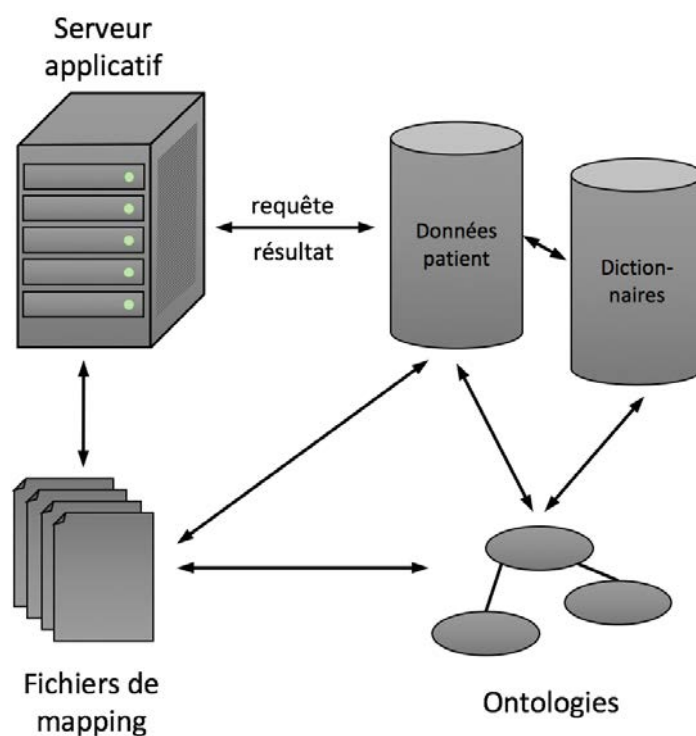 Serveur
applicatif
requête
résultat
Données
patient
Diction-
naires
Fichiers de
mapping
Ontologies